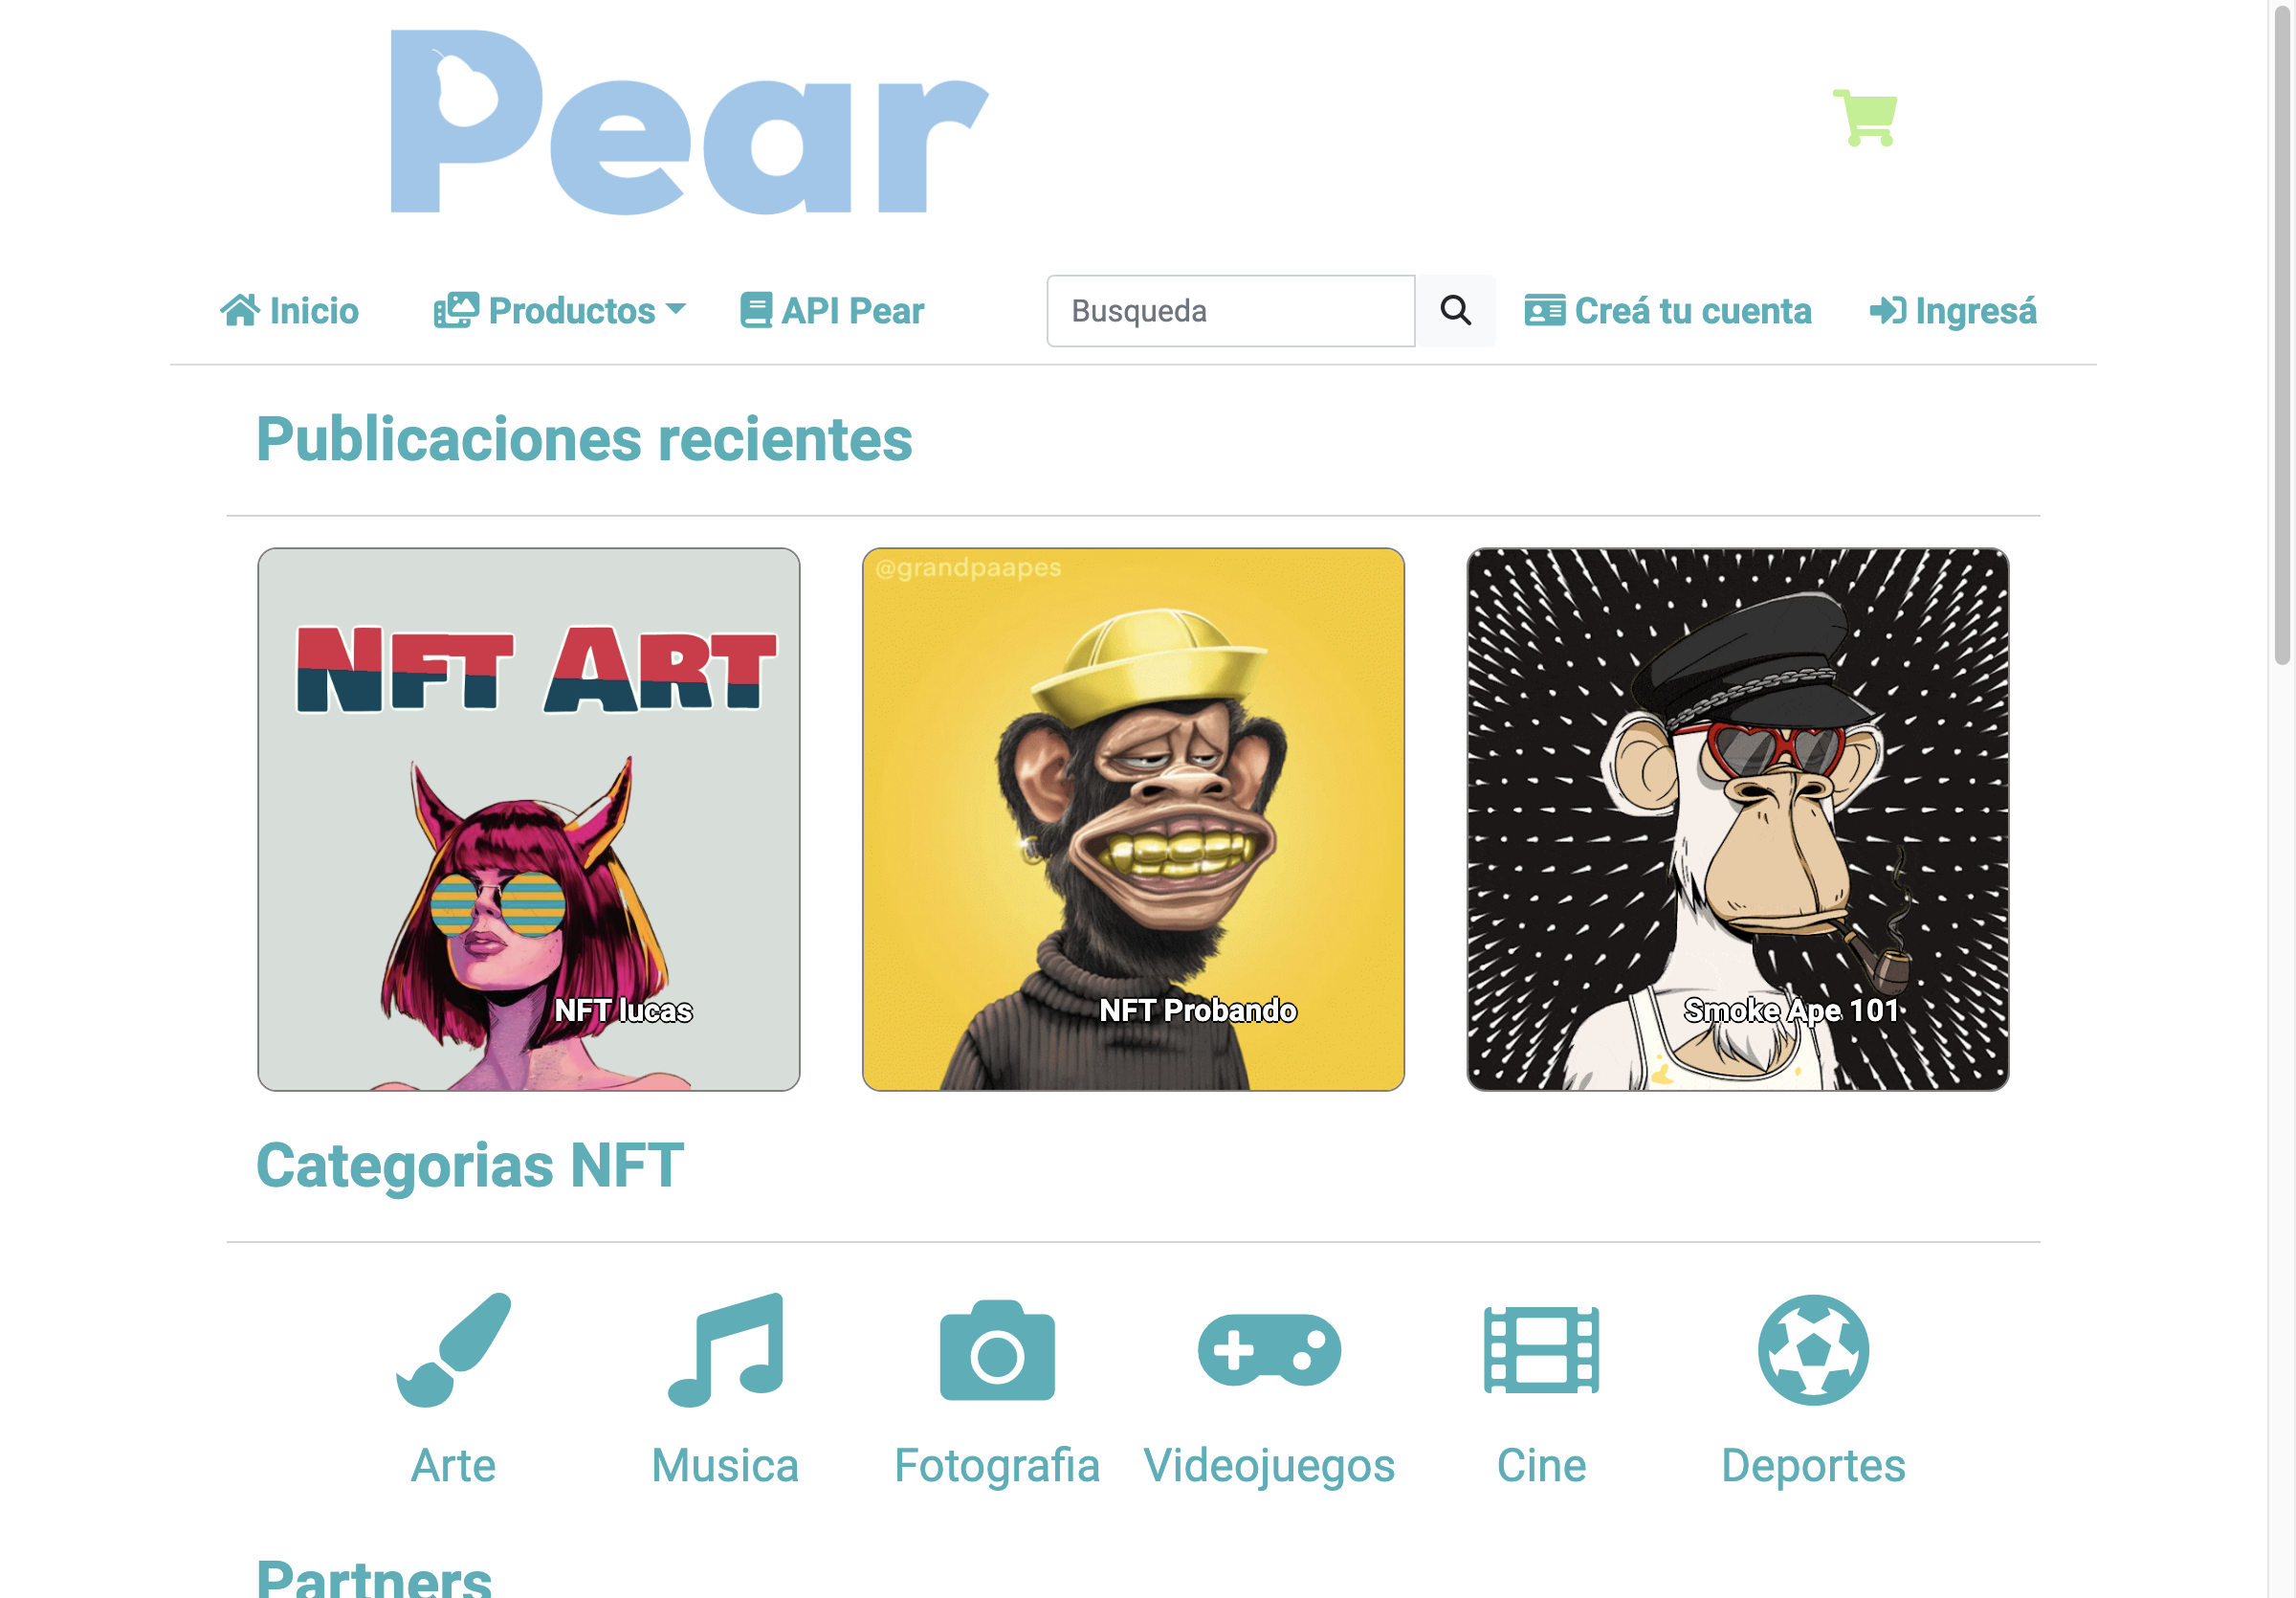 Pear
Inicio
Productos
API Pear
Busqueda
Creá tu cuenta
Ingresá
Publicaciones recientes
NFT ART
NFT lucas
@grandpaapes
NFT Probando
Smoke Ape 101
Categorias NFT
Arte
Musica
Fotografia
Videojuegos
Cine
Deportes
Partners